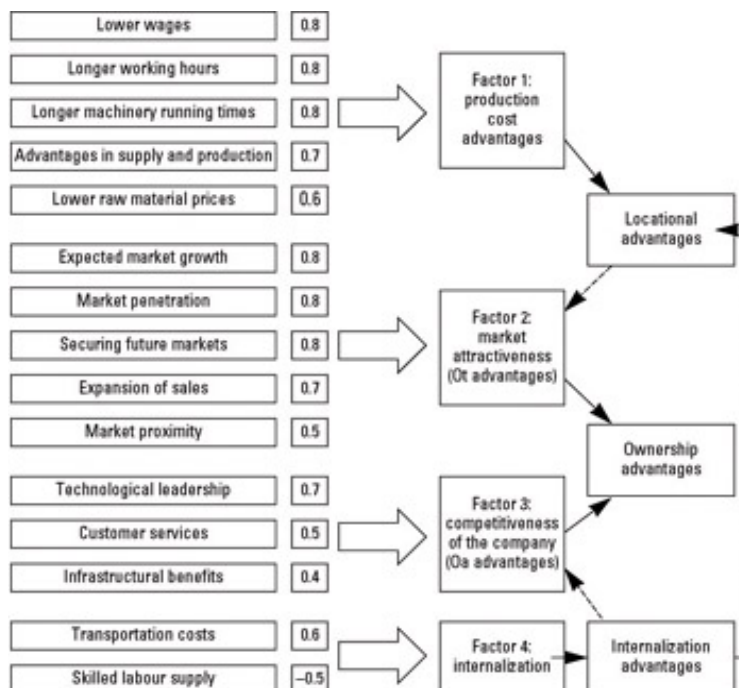 Lower wages 0.8
Longer working hours 0.8
Longer machinery running times 0.8
Advantages in supply and production 0.7
Lower raw material prices 0.6
Factor 1:
production
cost
advantages
Locational
advantages
Expected market growth 0.8
Market penetration 0.8
Securing future markets 0.8
Expansion of sales 0.7
Market proximity 0.5
Factor 2:
market
attractiveness
(Ot advantages)
Ownership
advantages
Technological leadership 0.7
Customer services 0.5
Infrastructural benefits 0.4
Factor 3:
competitiveness
of the company
(Oa advantages)
Transportation costs 0.6
Skilled labour supply –0.5
Factor 4:
internalization
Internalization
advantages